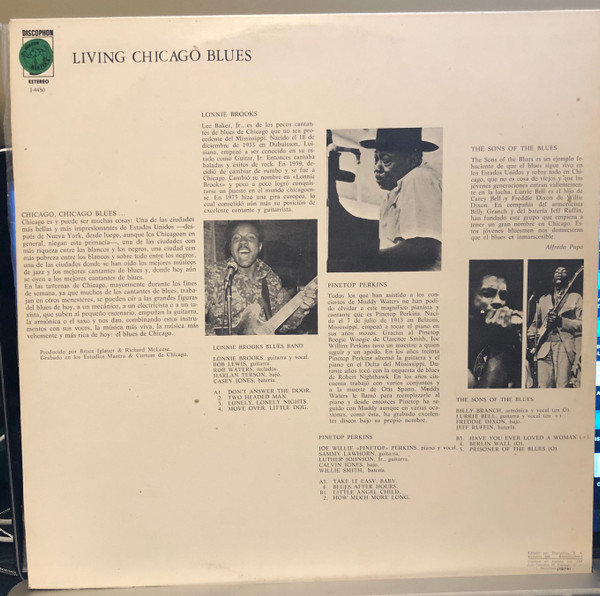 DISCOPHON
ESTEREO
S-4450
LIVING CHICAGO BLUES
CHICAGO, CHICAGO BLUES...
Chicago es y puede ser muchas cosas: Una de las ciudades
más bellas y más impresionantes de Estados Unidos —des-
pués de Nueva York, desde luego, aunque los Chicagioan en
general, niegan esta primacía—, una de las ciudades con
más riqueza entre los blancos y los negros, una ciudad con
más pobreza entre los blancos y sobre todo entre los negros,
una de las ciudades donde se han oído los mejores músicos
de jazz y los mejores cantantes de blues y, donde hoy aún
se oyen a los mejores cantantes de blues.
En las tavernas de Chicago, mayormente durante los fines
de semana, ya que muchos de los cantantes de blues, traba-
jan en otros menesteres, se pueden oír a las grandes figuras
del blues de hoy, a un mecánico, a un electricista o a un ta-
xista, que suben al pequeño escenario, empuñan la guitarra,
la armónica o el saxo y nos dan, combinando estos instru-
mentos con sus voces, la música más viva, la música más
vehemente y más rica de hoy: el blues de Chicago.
Producido por Bruce Iglauer & Richard McLeese.
Grabado en los Estudios Mantra & Curtom de Chicago.
LONNIE BROOKS
Lee Baker, Jr., es de los pocos cantan-
tes de blues de Chicago que no sea pro-
cedente del Mississippi. Nacido el 18 de
diciembre de 1933 en Dubuisson, Loi-
siana, empezó a ser conocido en su es-
tado como Guitar, Jr. Entonces cantaba
baladas y éxitos de rock. En 1959, de-
cidió de cambiar de rumbo y se fue a
Chicago. Cambió su nombre en «Lonnie
Brooks» y poco a poco logró conquis-
tarse un puesto en el mundo chicagoan-
se. En 1975 hizo una gira europea, lo
cual consolidó aún más su posición de
excelente cantante y guitarrista.
LONNIE BROOKS BLUES BAND
LONNIE BROOKS, guitarra y vocal.
BOB LEWIS, guitarra.
ROB WATERS, teclados.
HARLAN TERSON, bajo.
CASEY JONES, batería.
A1. DON'T ANSWER THE DOOR.
2. TWO HEADED MAN.
3. LONELY, LONELY NIGHTS.
4. MOVE OVER, LITTLE DOG.
PINETOP PERKINS
Todos los que han asistido a los con-
ciertos de Muddy Waters no han podi-
do olvidar a este magnífico pianista y
cantante que es Pinetop Perkins. Naci-
do el 7 de julio de 1913 en Belzoni,
Mississippi, empezó a tocar el piano en
sus años mozos. Gracias al Pinetop
Boogie Woogie de Clarence Smith, Joe
Willie Perkins tuvo un maestro a quien
seguir y un apodo. En los años treinta
Pinetop Perkins alternó la guitarra y el
piano en el Delta del Mississippi. Du-
rante años tocó con la orquesta de blues
de Robert Nighthawk. En los años cin-
cuenta trabajó con varios conjuntos y
a la muerte de Otis Spann, Muddy
Waters le llamó para reemplazarle al
piano y desde entonces Pinetop ha se-
guido con Muddy aunque en varias oca-
siones, como ésta, ha grabado excelen-
tes discos bajo su propio nombre.
PINETOP PERKINS
JOE WILLIE «PINETOP» PERKINS, piano y vocal.
SAMMY LAWHORN, guitarra.
LUTHER JOHNSON, Jr., guitarra.
CALVIN JONES, bajo.
WILLIE SMITH, batería.
A5. TAKE IT EASY, BABY.
6. BLUES AFTER HOURS.
B1. LITTLE ANGEL CHILD.
2. HOW MUCH MORE LONG.
THE SONS OF THE BLUES
The Sons of the Blues es un ejemplo fe-
haciente de que el blues sigue vivo en
los Estados Unidos y sobre todo en Chi-
cago, que no es cosa de viejos y que las
jóvenes generaciones entran valientemen-
te en la lucha. Lurrie Bell es el hijo de
Carey Bell y Freddie Dixon de Willie
Dixon. En compañía del armonicista
Billy Branch y del batería Jeff Ruffin,
han fundado este grupo que empieza a
tener un gran nombre en Chicago. Es-
tos jóvenes bluesmen nos demuestran
que el blues es inmarcesible.
Alfredo Papo
THE SONS OF THE BLUES
BILLY BRANCH, armónica y vocal
LURRIE BELL, guitarra y vocal
FREDDIE DIXON, bajo.
JEFF RUFFIN, batería.
HAVE YOU EVER LOVED A WOMAN
BERLIN WALL
PRISONER OF THE BLUES